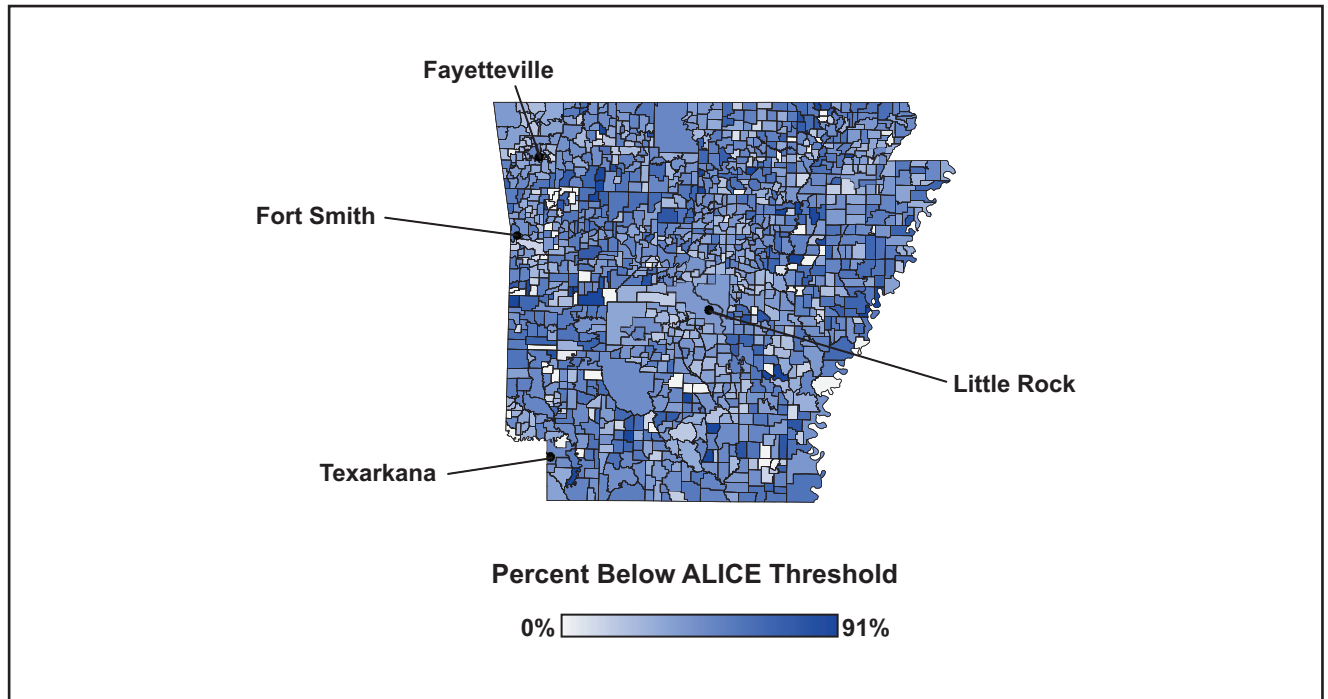 Fayetteville
Fort Smith
Little Rock
Texarkana
Percent Below ALICE Threshold
0% 91%